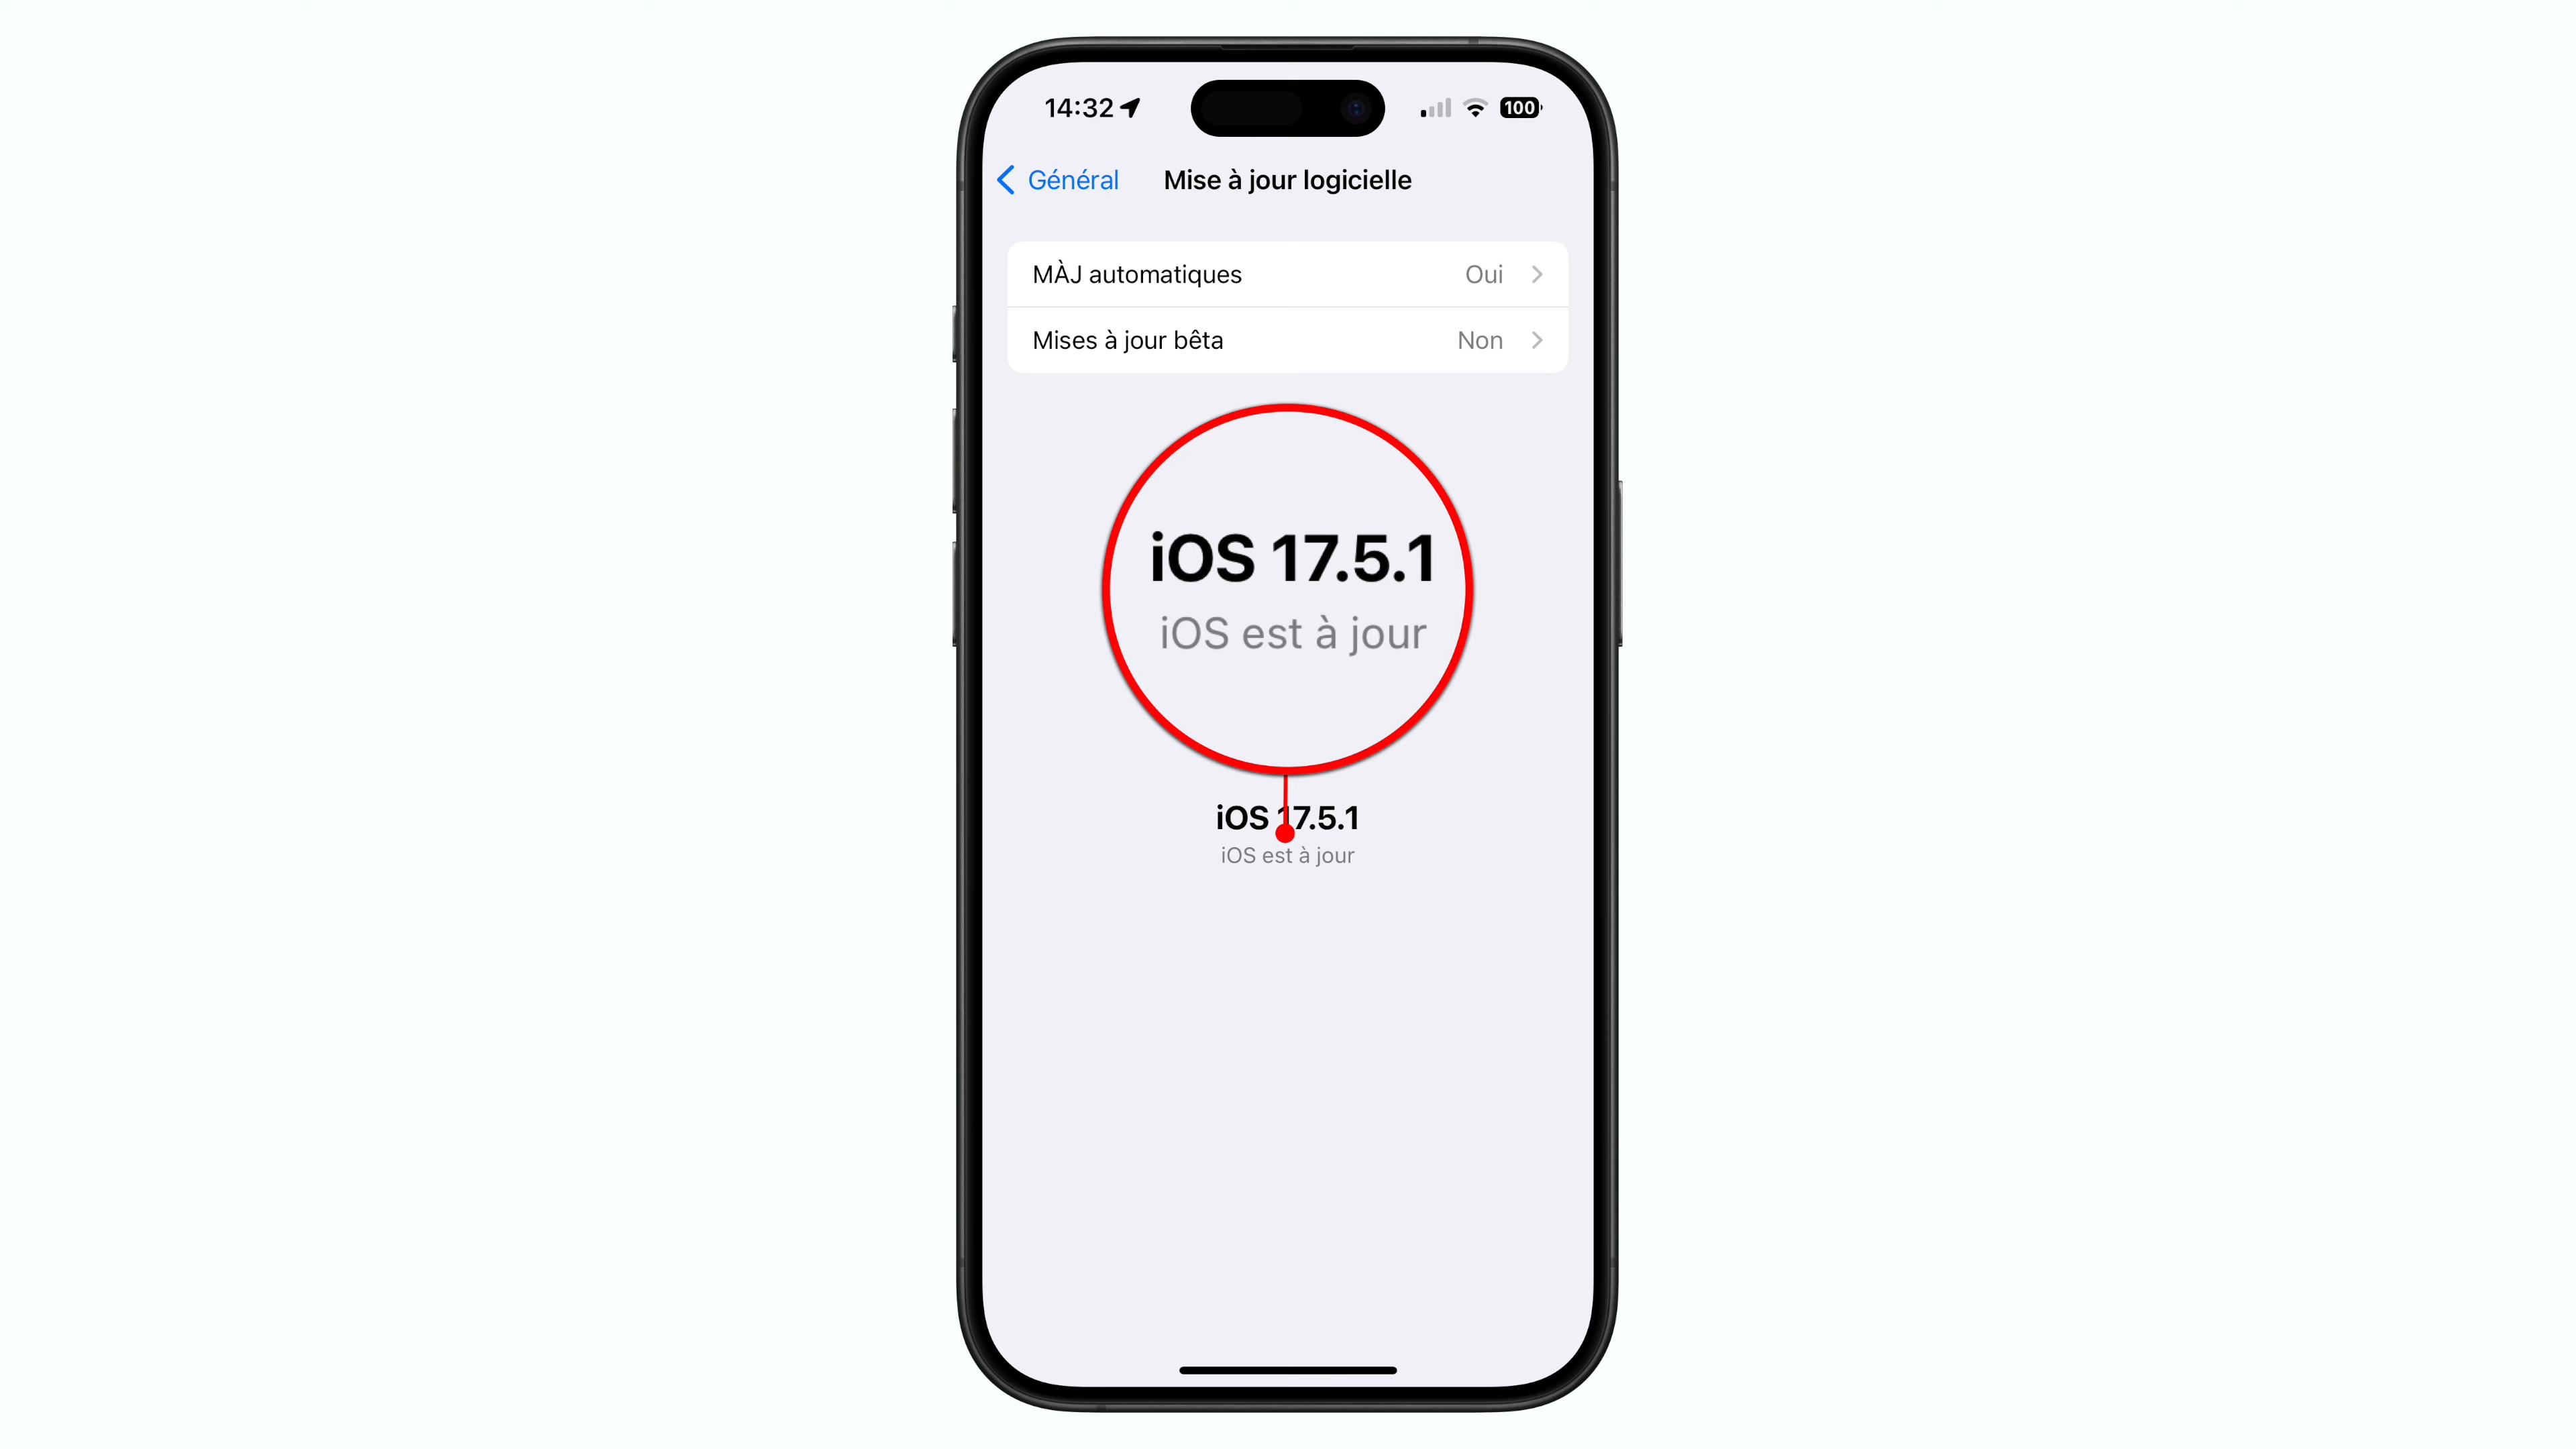 14:32 100
Général Mise à jour logicielle
MÀJ automatiques Oui
Mises à jour bêta Non
iOS 17.5.1
iOS est à jour
iOS 17.5.1
iOS est à jour